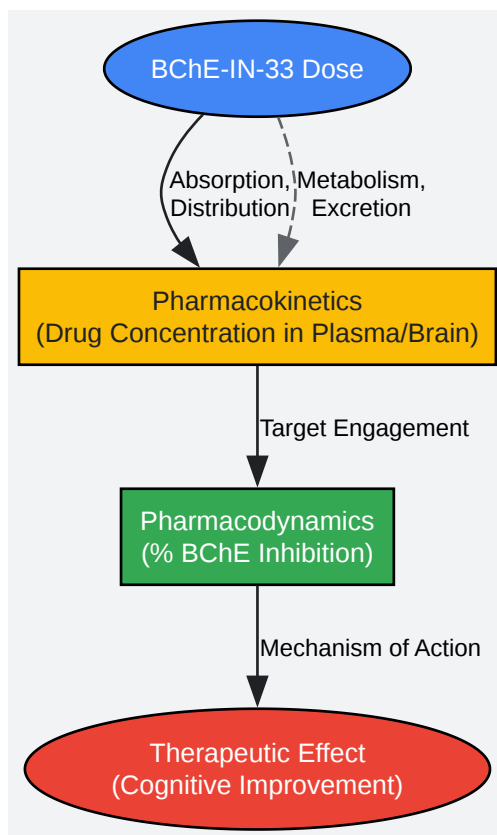 BChE-IN-33 Dose
Absorption,
Distribution
Metabolism,
Excretion
Pharmacokinetics
(Drug Concentration in Plasma/Brain)
Target Engagement
Pharmacodynamics
(% BChE Inhibition)
Mechanism of Action
Therapeutic Effect
(Cognitive Improvement)